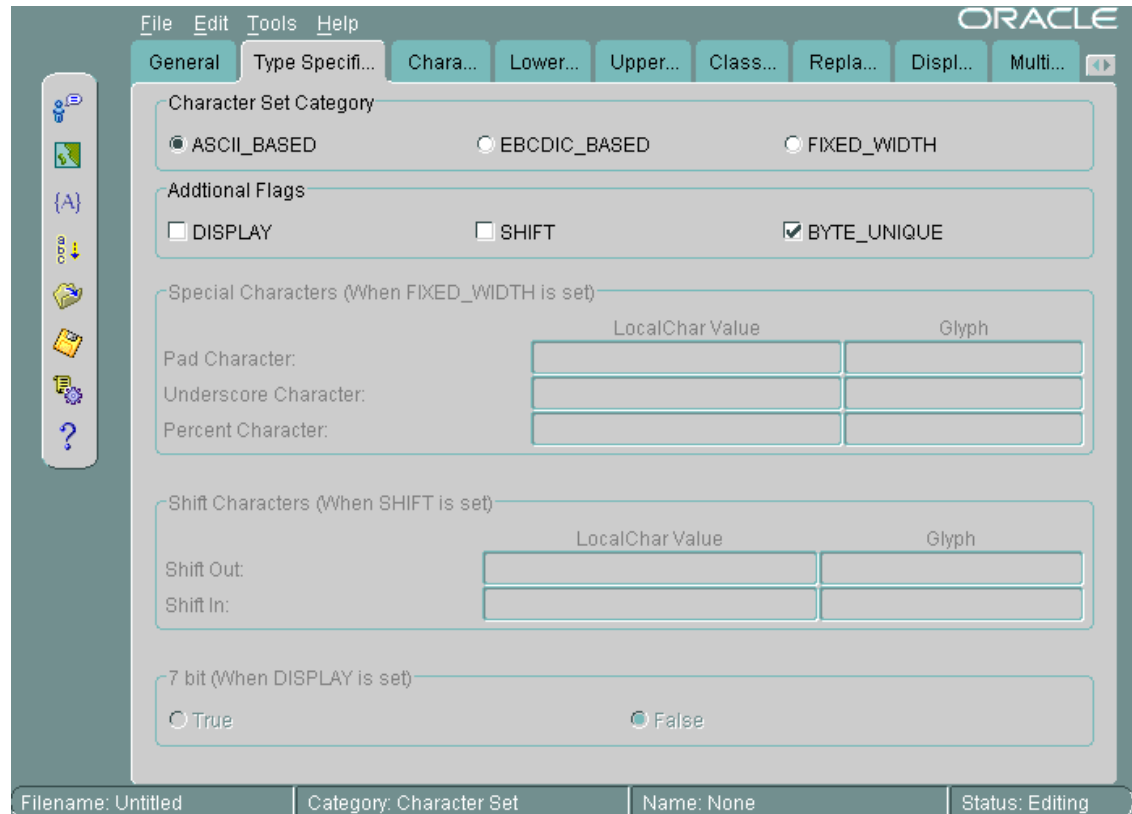 File Edit Tools Help
ORACLE
General Type Specifi... Chara... Lower... Upper... Class... Repla... Displ... Multi...
Character Set Category
ASCII_BASED EBCDIC_BASED FIXED_WIDTH
Addtional Flags
DISPLAY SHIFT BYTE_UNIQUE
Special Characters (When FIXED_WIDTH is set)
LocalChar Value Glyph
Pad Character:
Underscore Character:
Percent Character:
Shift Characters (When SHIFT is set)
LocalChar Value Glyph
Shift Out:
Shift In:
7 bit (When DISPLAY is set)
True False
{A}
a
b
c
?
Filename: Untitled Category: Character Set Name: None Status: Editing